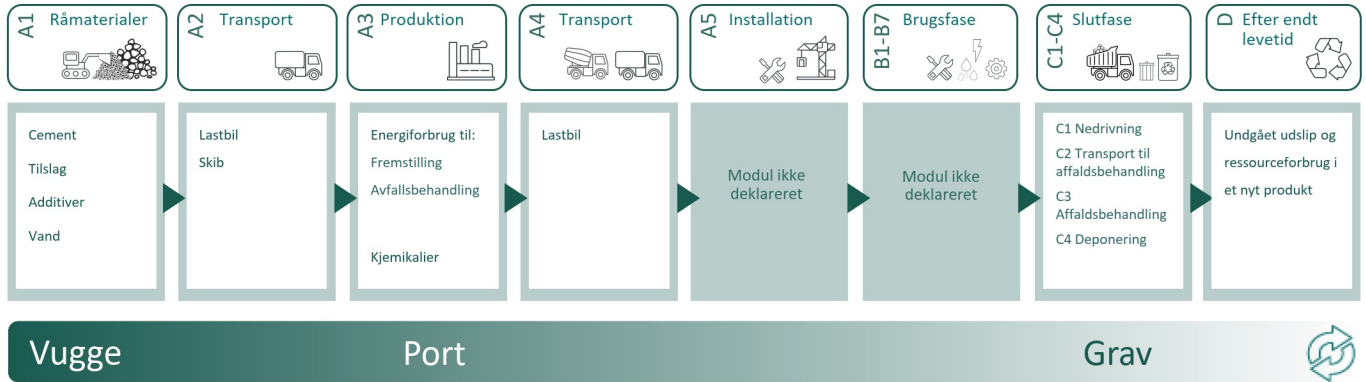 A1
Råmaterialer
A2
Transport
A3
Produktion
A4
Transport
A5
Installation
B1-B7
Brugsfase
C1-C4
Slutfase
D
Efter endt
levetid
Cement
Tilslag
Additiver
Vand
Lastbil
Skib
Energiforbrug til:
Fremstilling
Avfallsbehandling
Kjemikalier
Lastbil
Modul ikke
deklareret
Modul ikke
deklareret
C1 Nedrivning
C2 Transport til
affaldsbehandling
C3
Affaldsbehandling
C4 Deponering
Undgået udslip og
ressourceforbrug i
et nyt produkt
Vugge
Port
Grav